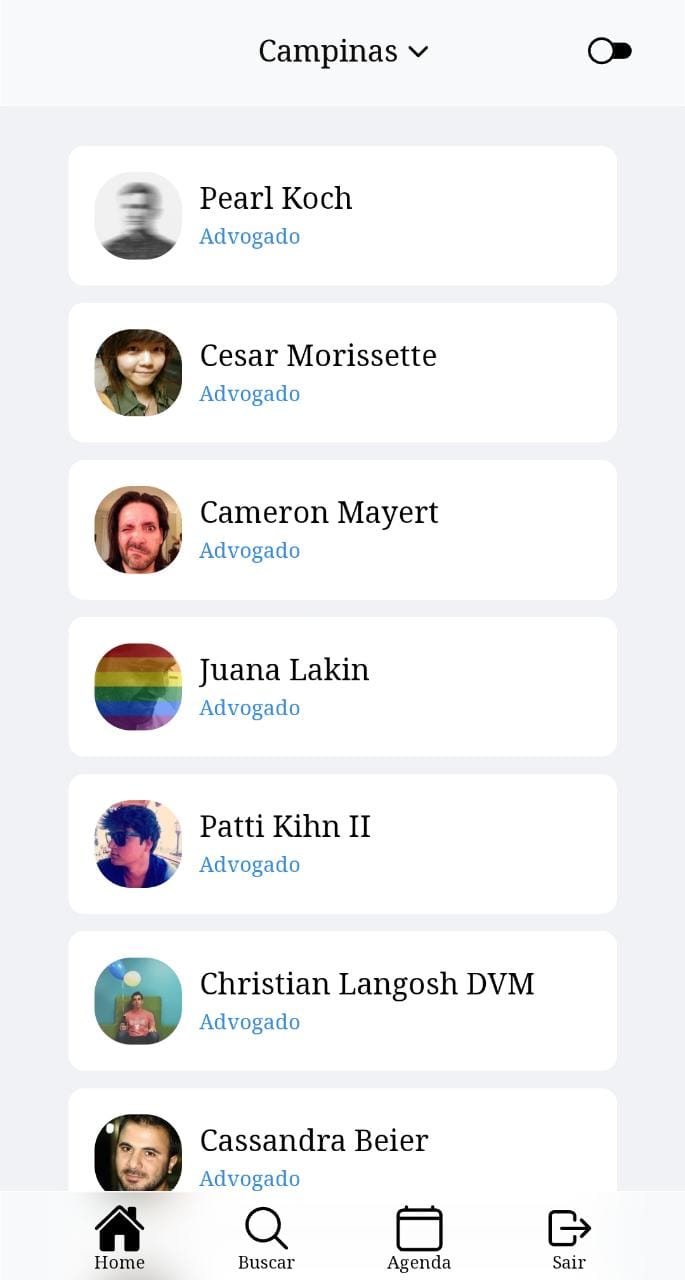 Campinas
Pearl Koch
Advogado
Cesar Morissette
Advogado
Cameron Mayert
Advogado
Juana Lakin
Advogado
Patti Kihn II
Advogado
Christian Langosh DVM
Advogado
Cassandra Beier
Advogado
Home Buscar Agenda Sair